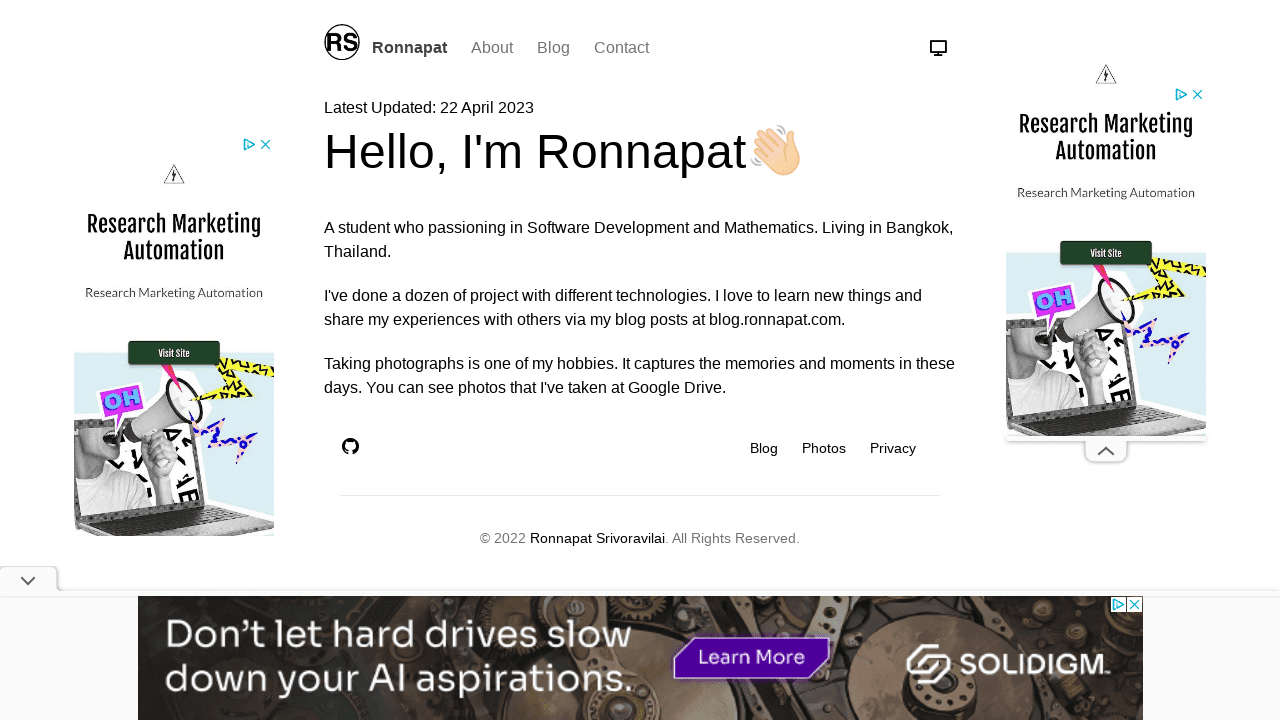 RS
Ronnapat About Blog Contact
Latest Updated: 22 April 2023
Hello, I'm Ronnapat👋🏼
A student who passioning in Software Development and Mathematics. Living in Bangkok,
Thailand.
I've done a dozen of project with different technologies. I love to learn new things and
share my experiences with others via my blog posts at blog.ronnapat.com.
Taking photographs is one of my hobbies. It captures the memories and moments in these
days. You can see photos that I've taken at Google Drive.
Blog Photos Privacy
© 2022 Ronnapat Srivoravilai. All Rights Reserved.
Research Marketing
Automation
Research Marketing Automation
Visit Site
OH
Research Marketing
Automation
Research Marketing Automation
Visit Site
OH
Don't let hard drives slow
down your AI aspirations.
Learn More
SOLIDIGM